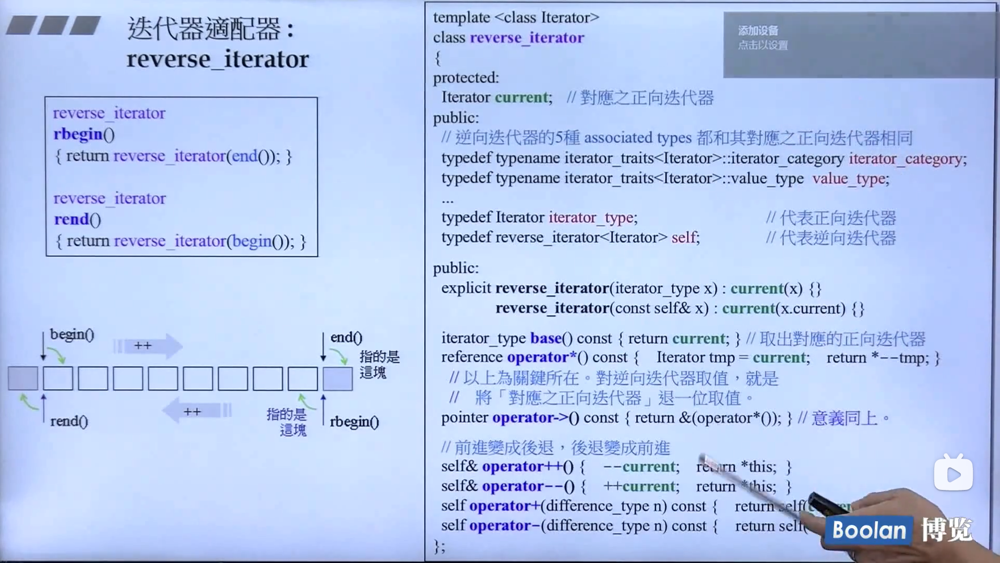 迭代器適配器：
reverse_iterator
reverse_iterator
rbegin()
{ return reverse_iterator(end()); }
reverse_iterator
rend()
{ return reverse_iterator(begin()); }
begin()
++
end()
指的是
這塊
rend()
++
指的是
這塊
rbegin()
template <class Iterator>
class reverse_iterator
{
protected:
Iterator current; // 對應之正向迭代器
public:
// 逆向迭代器的5種 associated types 都和其對應之正向迭代器相同
typedef typename iterator_traits<Iterator>::iterator_category iterator_category;
typedef typename iterator_traits<Iterator>::value_type value_type;
...
typedef Iterator iterator_type; // 代表正向迭代器
typedef reverse_iterator<Iterator> self; // 代表逆向迭代器
public:
explicit reverse_iterator(iterator_type x) : current(x) {}
reverse_iterator(const self& x) : current(x.current) {}
iterator_type base() const { return current; } // 取出對應的正向迭代器
reference operator*() const { Iterator tmp = current; return *--tmp; }
// 以上為關鍵所在。對逆向迭代器取值，就是
// 將「對應之正向迭代器」退一位取值。
pointer operator->() const { return &(operator*()); } // 意義同上。
// 前進變成後退，後退變成前進
self& operator++() { --current; return *this; }
self& operator--() { ++current; return *this; }
self operator+(difference_type n) const { return self(
self operator-(difference_type n) const { return self(
};
添加设备
点击以设置
Boolan 博览